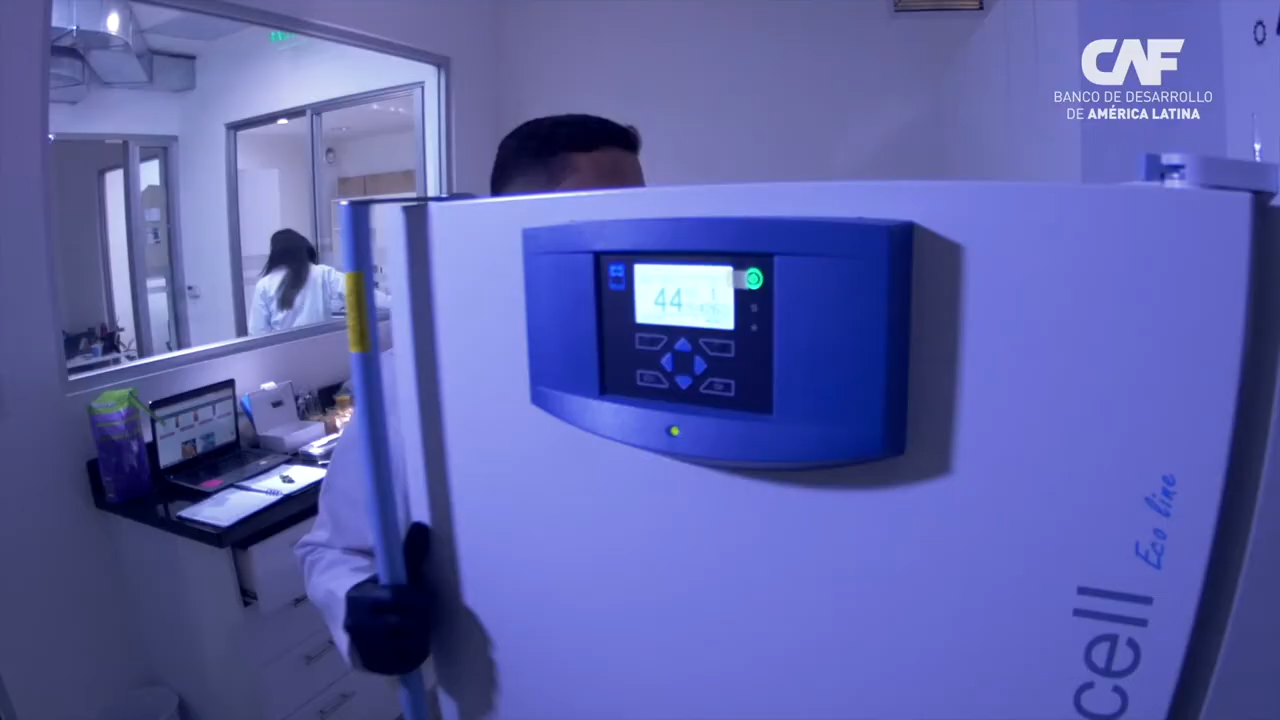 CAF
BANCO DE DESARROLLO
DE AMÉRICA LATINA
44
Eco line
cell